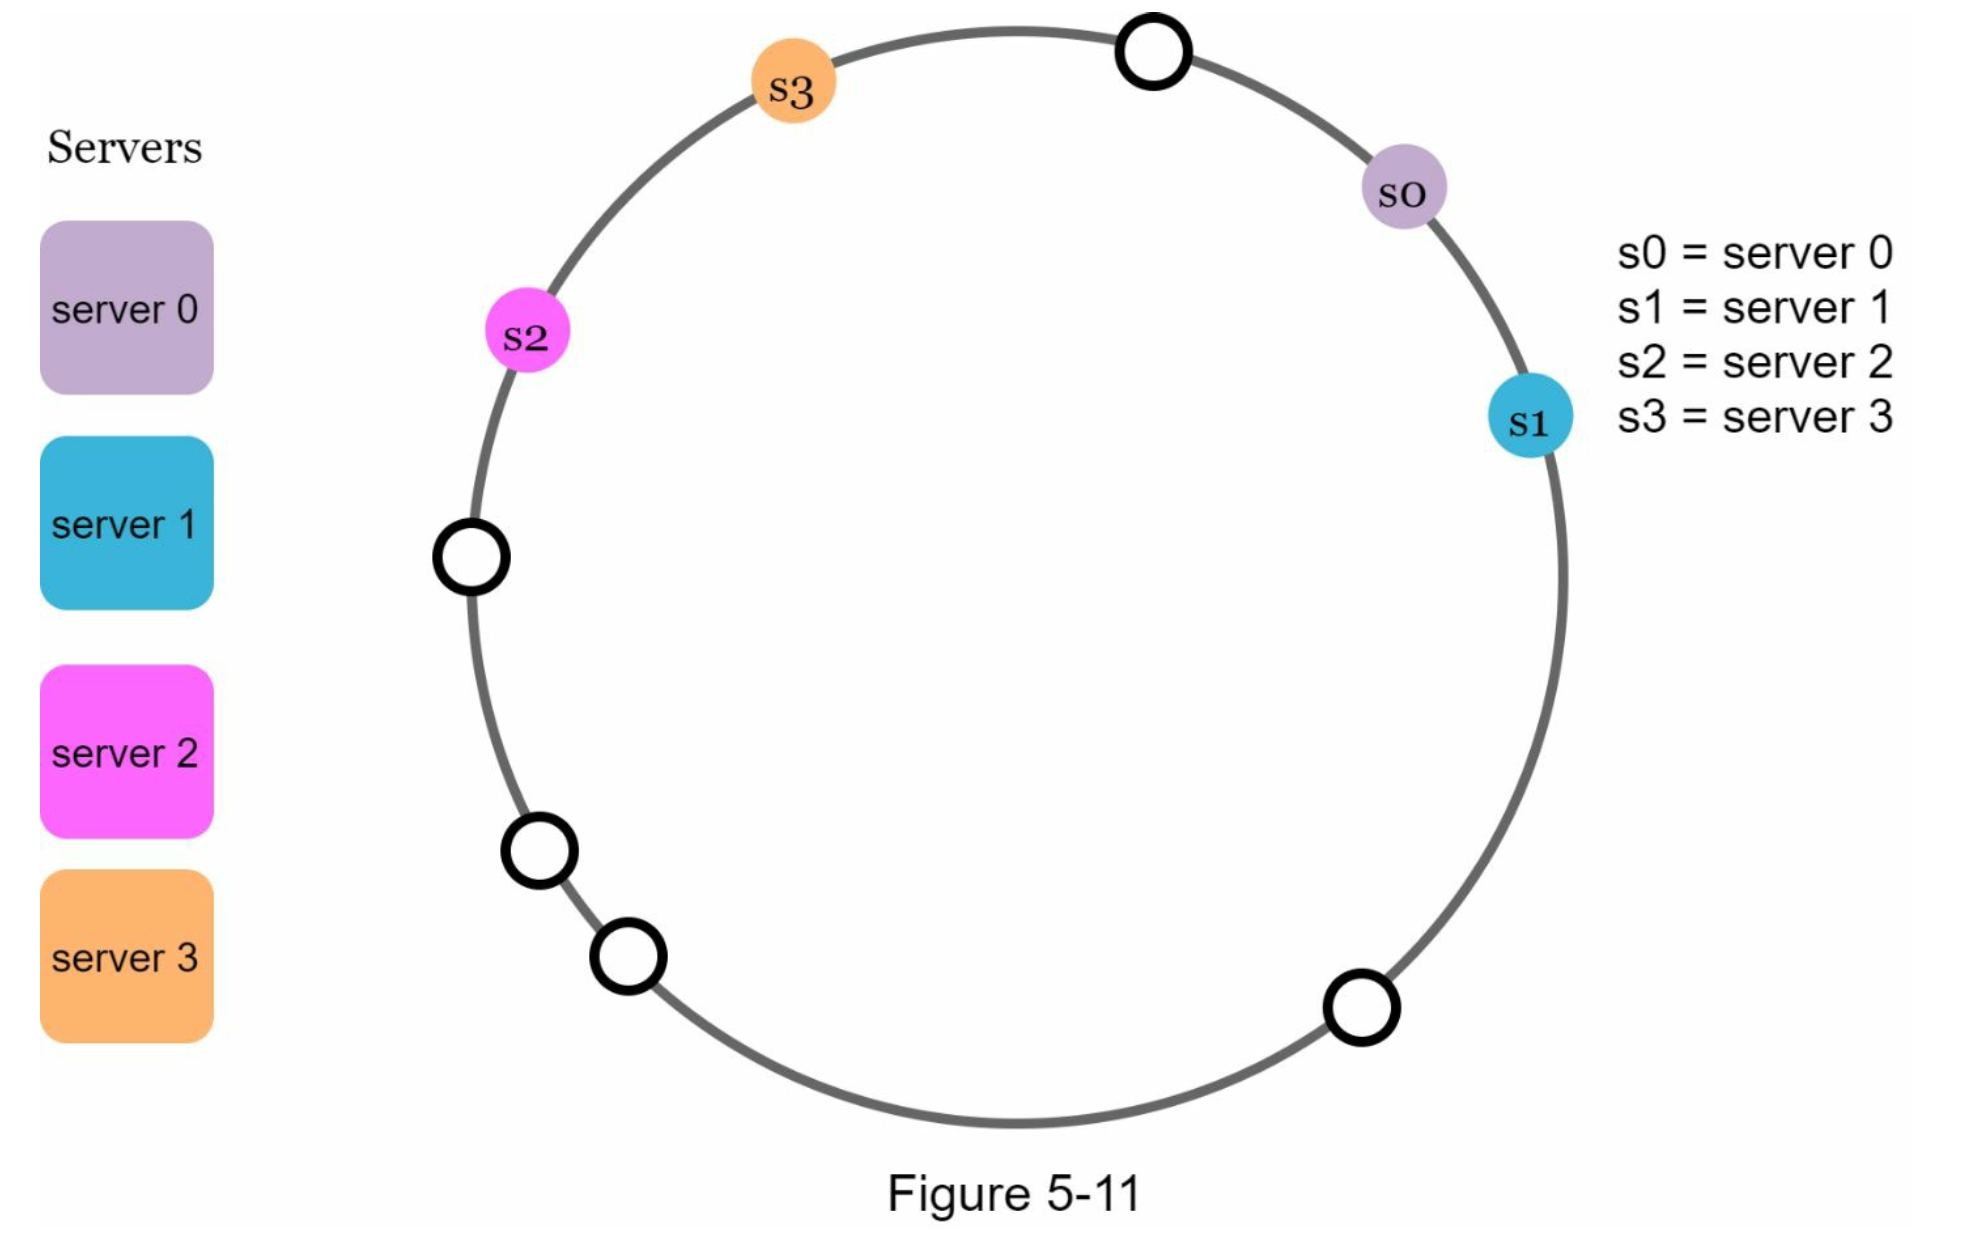 Servers
server 0
server 1
server 2
server 3
s3
s0
s2
s1
s0 = server 0
s1 = server 1
s2 = server 2
s3 = server 3
Figure 5-11